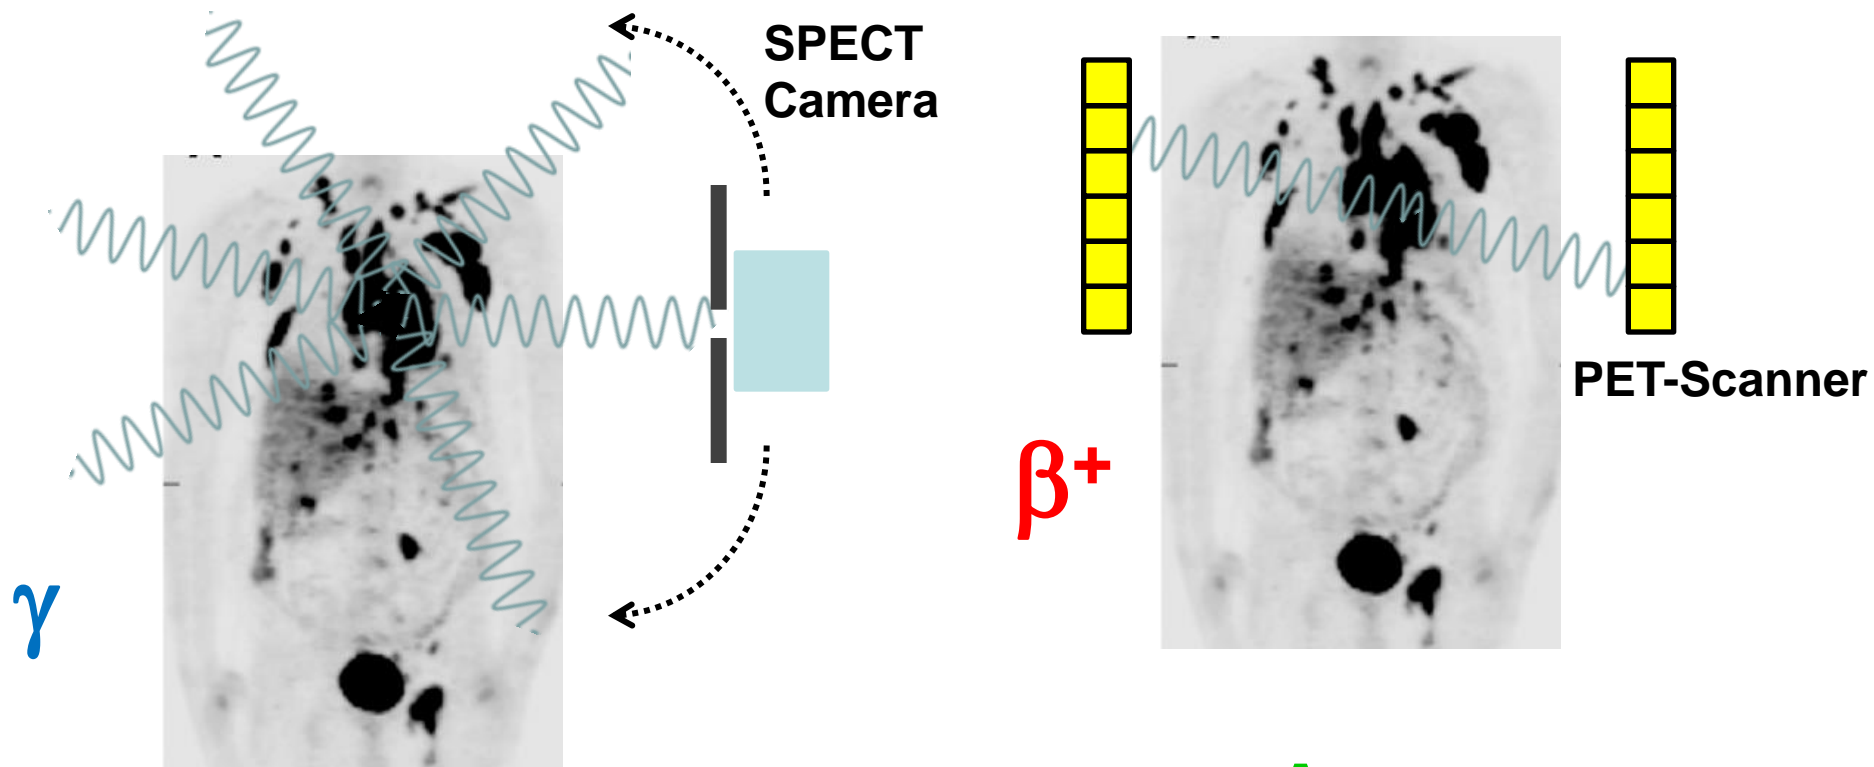 SPECT
Camera
γ
β+
PET-Scanner